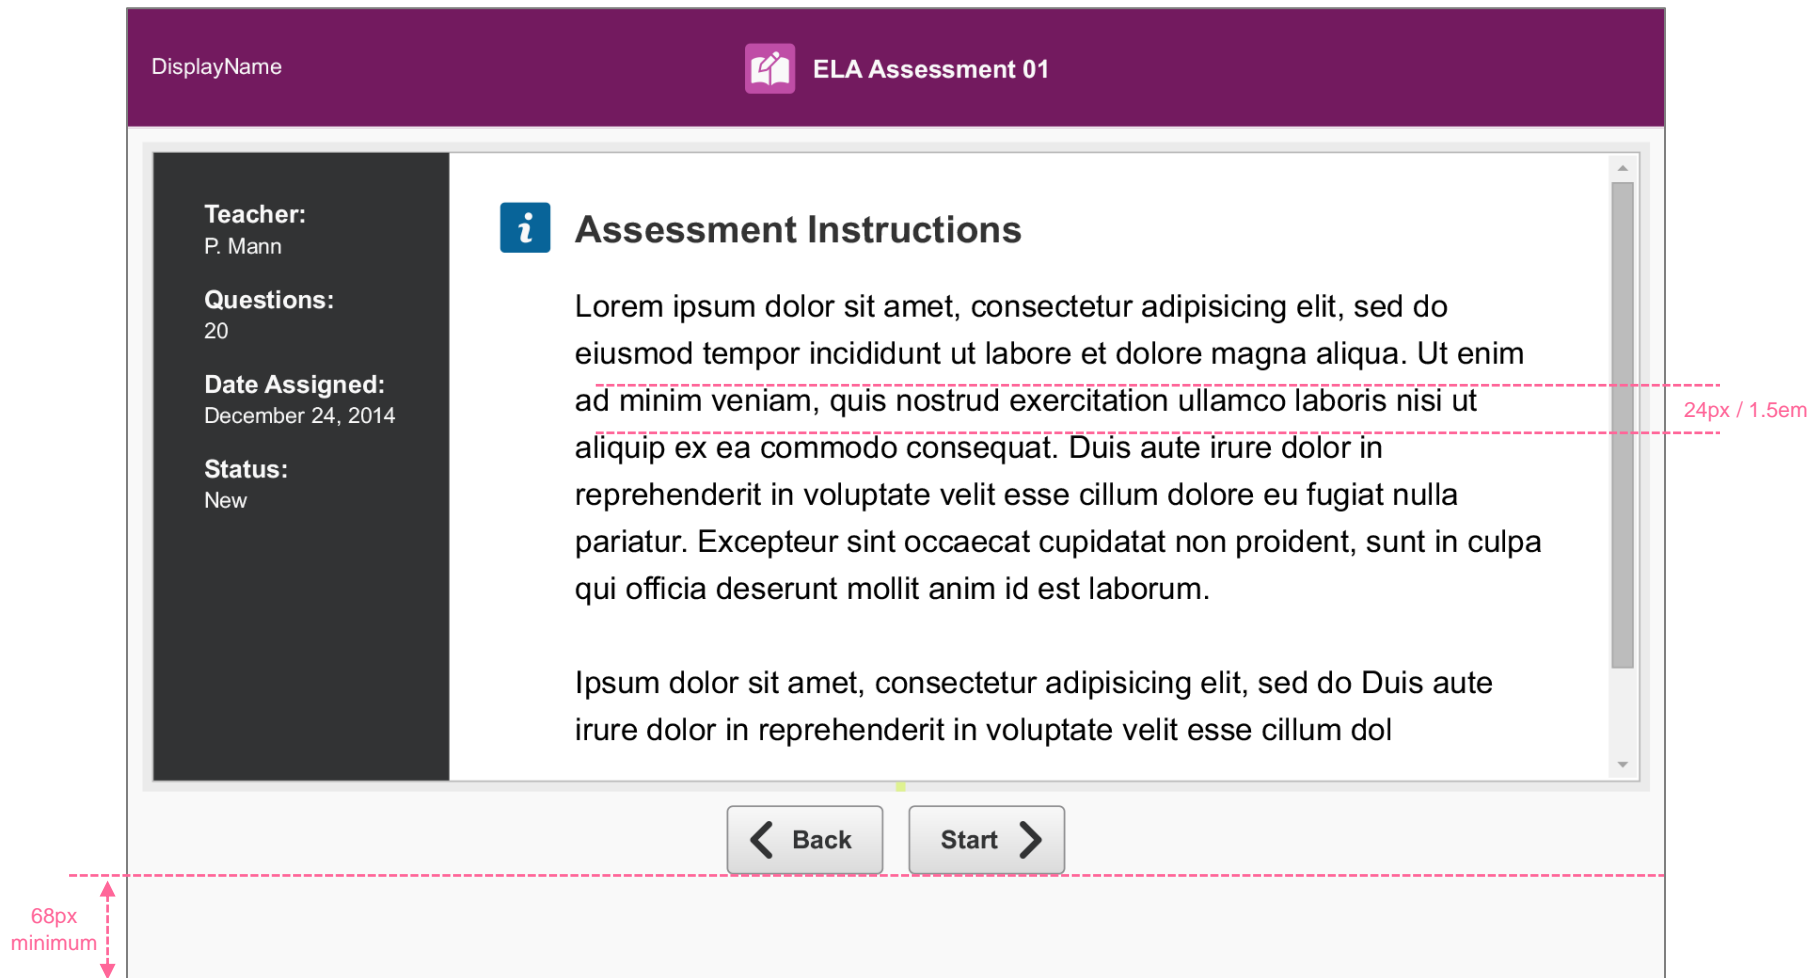 DisplayName
ELA Assessment 01
Teacher:
P. Mann
Questions:
20
Date Assigned:
December 24, 2014
Status:
New
i
Assessment Instructions
Lorem ipsum dolor sit amet, consectetur adipisicing elit, sed do
eiusmod tempor incididunt ut labore et dolore magna aliqua. Ut enim
ad minim veniam, quis nostrud exercitation ullamco laboris nisi ut
aliquip ex ea commodo consequat. Duis aute irure dolor in
reprehenderit in voluptate velit esse cillum dolore eu fugiat nulla
pariatur. Excepteur sint occaecat cupidatat non proident, sunt in culpa
qui officia deserunt mollit anim id est laborum.
Ipsum dolor sit amet, consectetur adipisicing elit, sed do Duis aute
irure dolor in reprehenderit in voluptate velit esse cillum dol
24px / 1.5em
Back
Start
68px
minimum